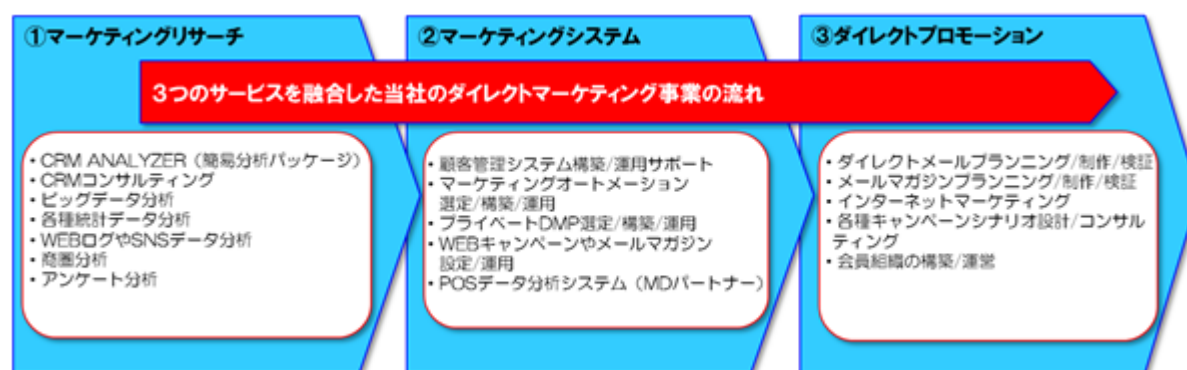 ①マーケティングリサーチ
②マーケティングシステム
③ダイレクトプロモーション
3つのサービスを融合した当社のダイレクトマーケティング事業の流れ
・CRM ANALYZER（簡易分析パッケージ）
・CRMコンサルティング
・ビッグデータ分析
・各種統計データ分析
・WEBログやSNSデータ分析
・商圏分析
・アンケート分析
・顧客管理システム構築/運用サポート
・マーケティングオートメーション
選定/構築/運用
・プライベートDMP選定/構築/運用
・WEBキャンペーンやメールマガジン
設定/運用
・POSデータ分析システム（MDパートナー）
・ダイレクトメールプランニング/制作/検証
・メールマガジンプランニング/制作/検証
・インターネットマーケティング
・各種キャンペーンシナリオ設計/コンサル
ティング
・会員組織の構築/運営